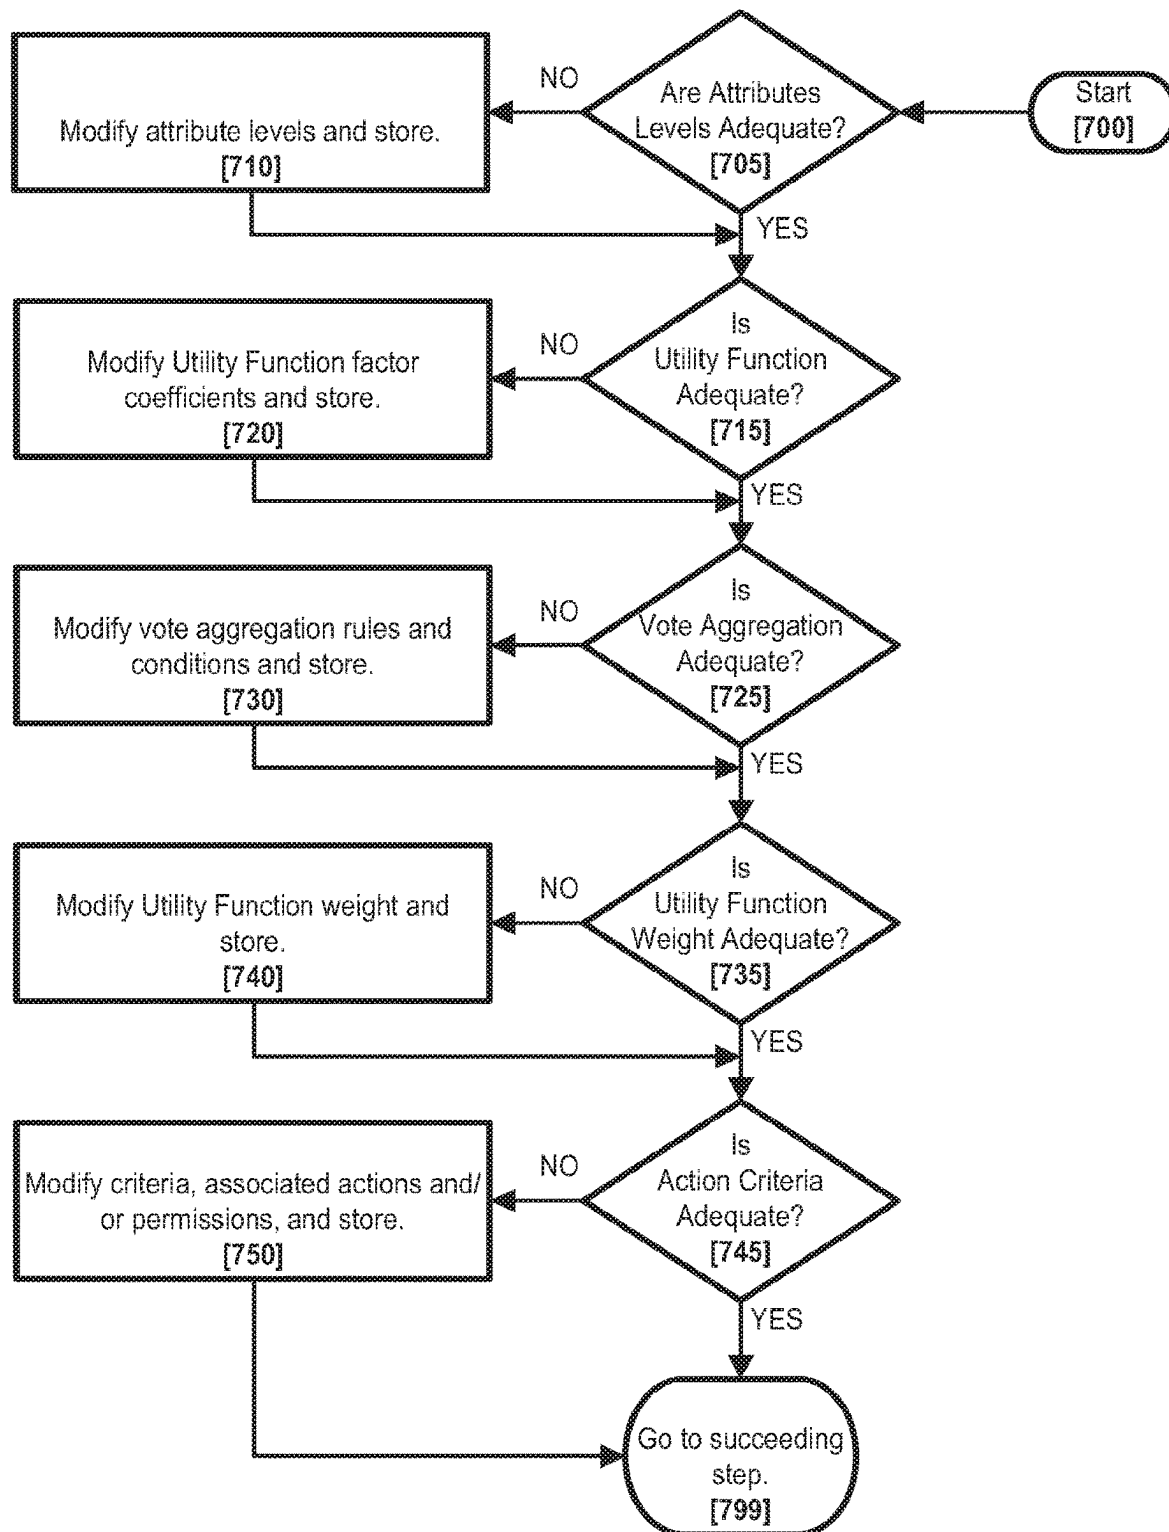 Start
[700]
Are Attributes
Levels Adequate?
[705]
NO
Modify attribute levels and store.
[710]
YES
Is
Utility Function
Adequate?
[715]
NO
Modify Utility Function factor
coefficients and store.
[720]
YES
Is
Vote Aggregation
Adequate?
[725]
NO
Modify vote aggregation rules and
conditions and store.
[730]
YES
Is
Utility Function
Weight Adequate?
[735]
NO
Modify Utility Function weight and
store.
[740]
YES
Is
Action Criteria
Adequate?
[745]
NO
Modify criteria, associated actions and/
or permissions, and store.
[750]
YES
Go to succeeding
step.
[799]